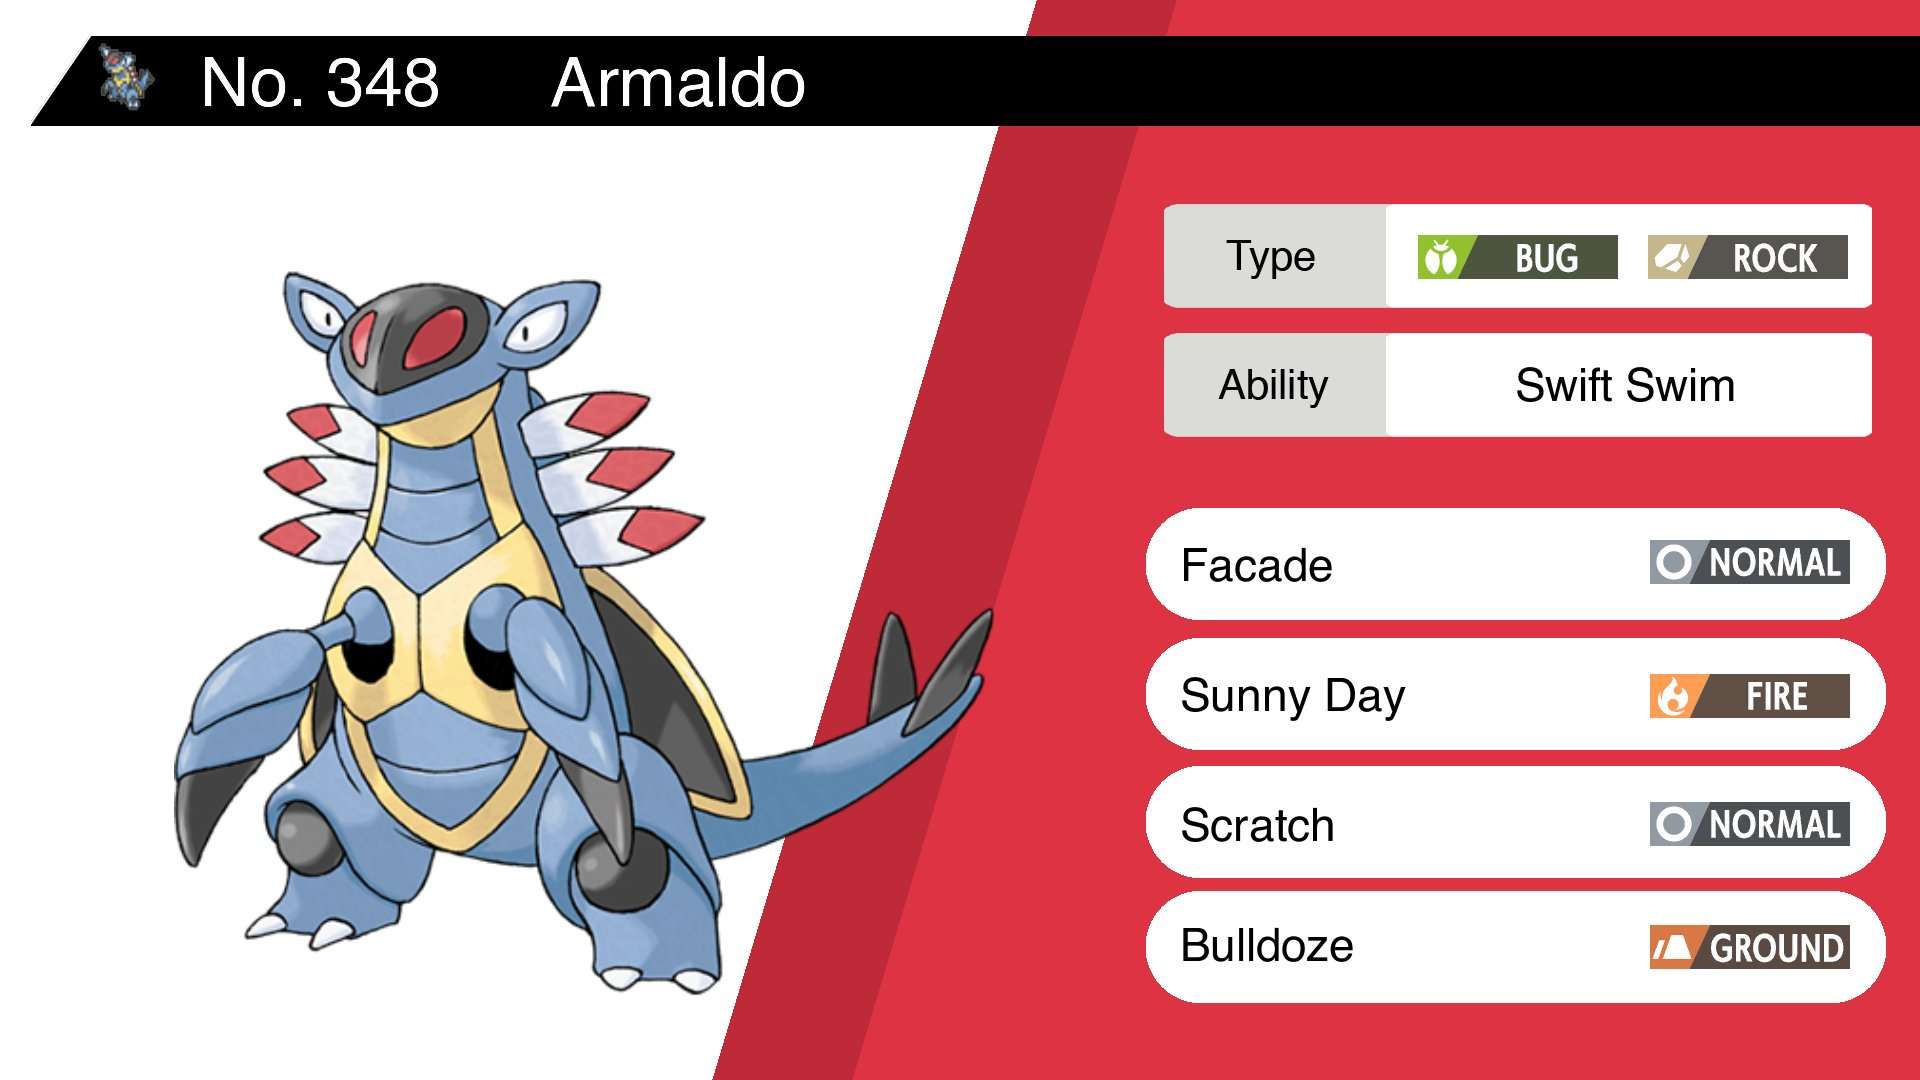 No. 348 Armaldo
Type BUG ROCK
Ability Swift Swim
Facade NORMAL
Sunny Day FIRE
Scratch NORMAL
Bulldoze GROUND